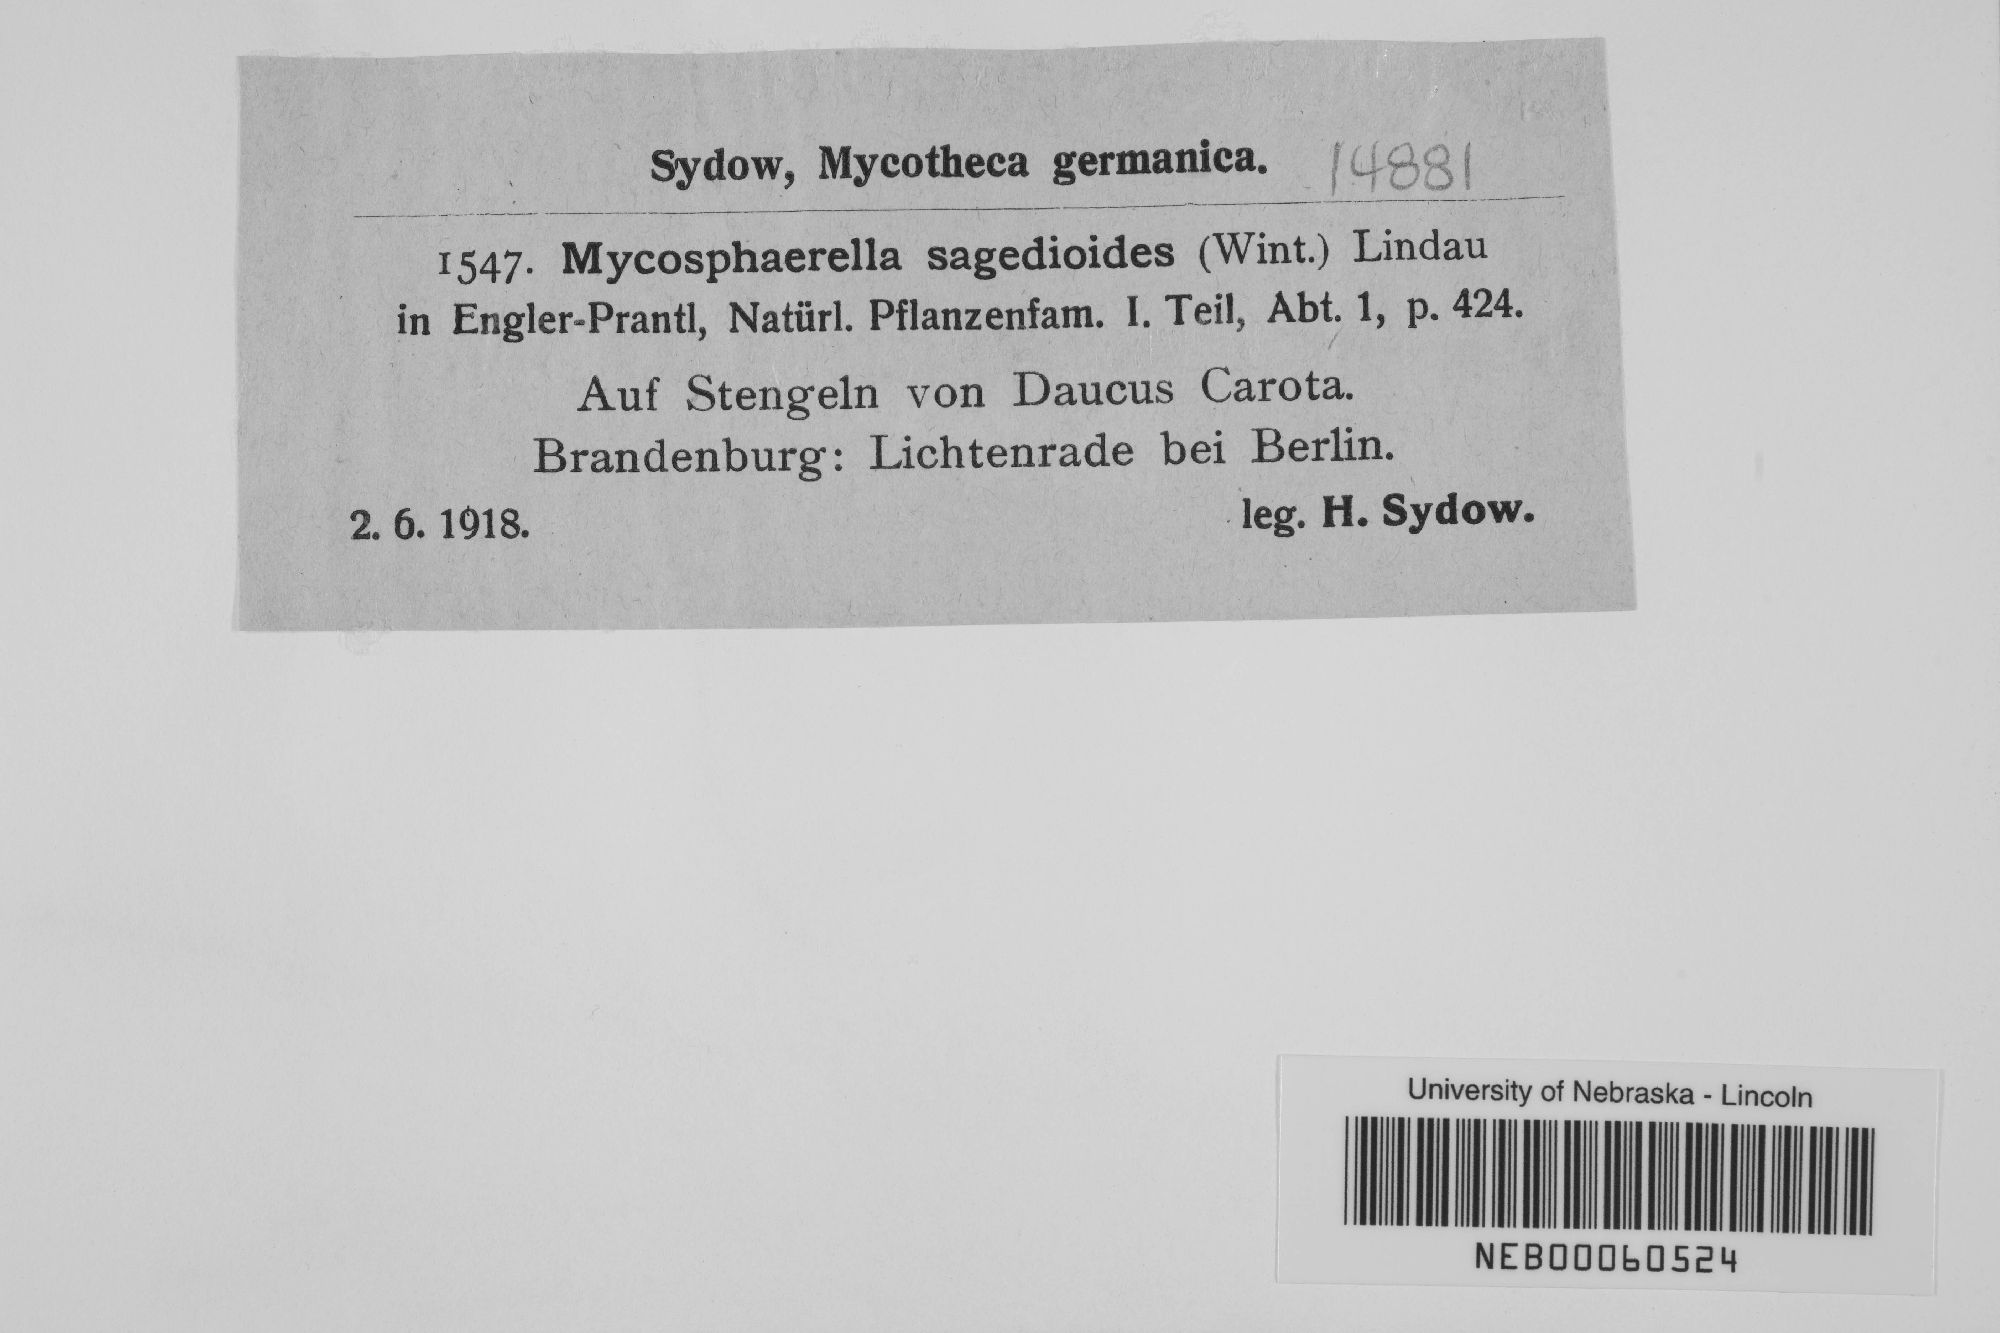 Sydow, Mycotheca germanica. 14881
1547. Mycosphaerella sagedioides (Wint.) Lindau
in Engler-Prantl, Natürl. Pflanzenfam. I. Teil, Abt. 1, p. 424.
Auf Stengeln von Daucus Carota.
Brandenburg: Lichtenrade bei Berlin.
2. 6. 1918. leg. H. Sydow.
University of Nebraska - Lincoln
NEB00060524